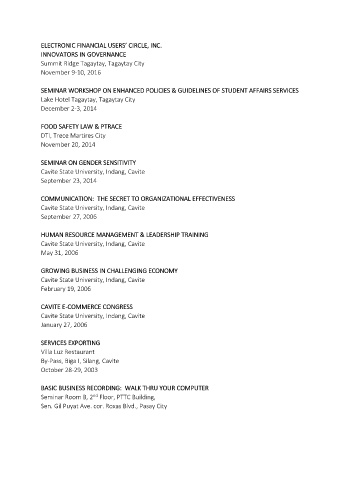 ELECTRONIC FINANCIAL USERS' CIRCLE, INC.
INNOVATORS IN GOVERNANCE
Summit Ridge Tagaytay, Tagaytay City
November 9-10, 2016
SEMINAR WORKSHOP ON ENHANCED POLICIES & GUIDELINES OF STUDENT AFFAIRS SERVICES
Lake Hotel Tagaytay, Tagaytay City
December 2-3, 2014
FOOD SAFETY LAW & PTRACE
DTI, Trece Martires City
November 20, 2014
SEMINAR ON GENDER SENSITIVITY
Cavite State University, Indang, Cavite
September 23, 2014
COMMUNICATION: THE SECRET TO ORGANIZATIONAL EFFECTIVENESS
Cavite State University, Indang, Cavite
September 27, 2006
HUMAN RESOURCE MANAGEMENT & LEADERSHIP TRAINING
Cavite State University, Indang, Cavite
May 31, 2006
GROWING BUSINESS IN CHALLENGING ECONOMY
Cavite State University, Indang, Cavite
February 19, 2006
CAVITE E-COMMERCE CONGRESS
Cavite State University, Indang, Cavite
January 27, 2006
SERVICES EXPORTING
Villa Luz Restaurant
By-Pass, Biga I, Silang, Cavite
October 28-29, 2003
BASIC BUSINESS RECORDING: WALK THRU YOUR COMPUTER
Seminar Room B, 2nd Floor, PTTC Building,
Sen. Gil Puyat Ave. cor. Roxas Blvd., Pasay City